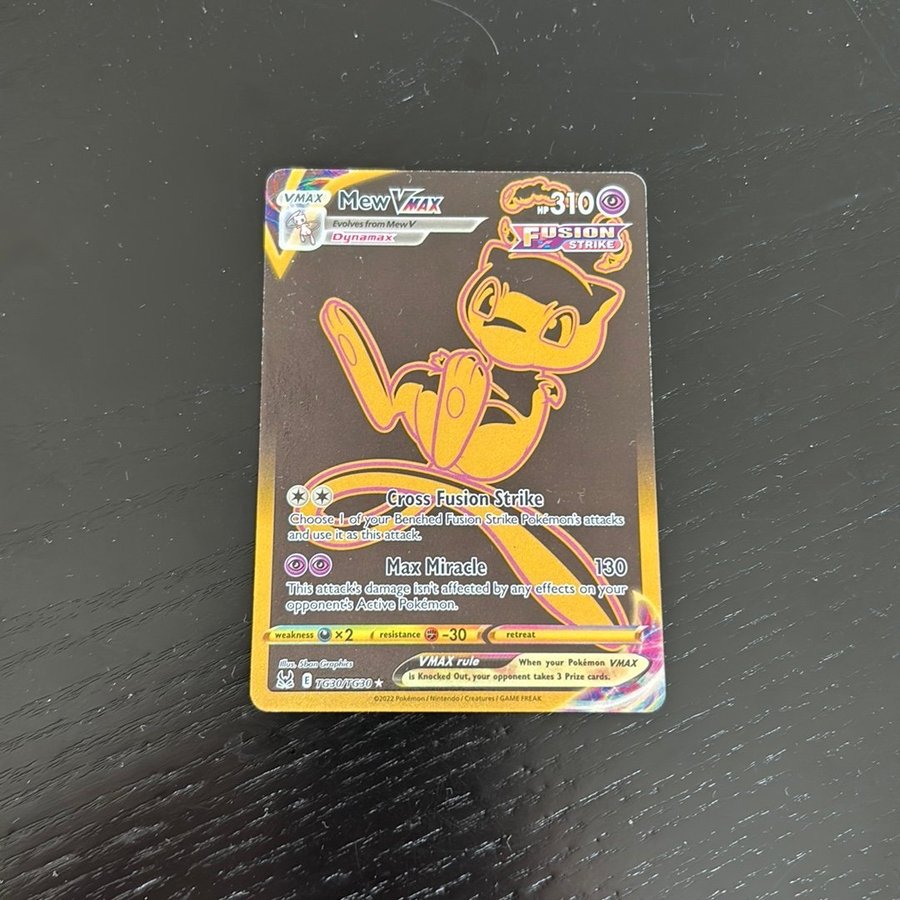 VMAX
Mew VMAX
HP 310
Evolves from Mew V
Dynamax
FUSION
STRIKE
Cross Fusion Strike
Choose 1 of your Benched Fusion Strike Pokémon's attacks
and use it as this attack.
Max Miracle 130
This attack's damage isn't affected by any effects on your
opponent's Active Pokémon.
weakness ×2 resistance -30 retreat
Illus. 5ban Graphics
VMAX rule When your Pokémon VMAX
is Knocked Out, your opponent takes 3 Prize cards.
E TG30/TG30 ★
©2022 Pokémon / Nintendo / Creatures / GAME FREAK